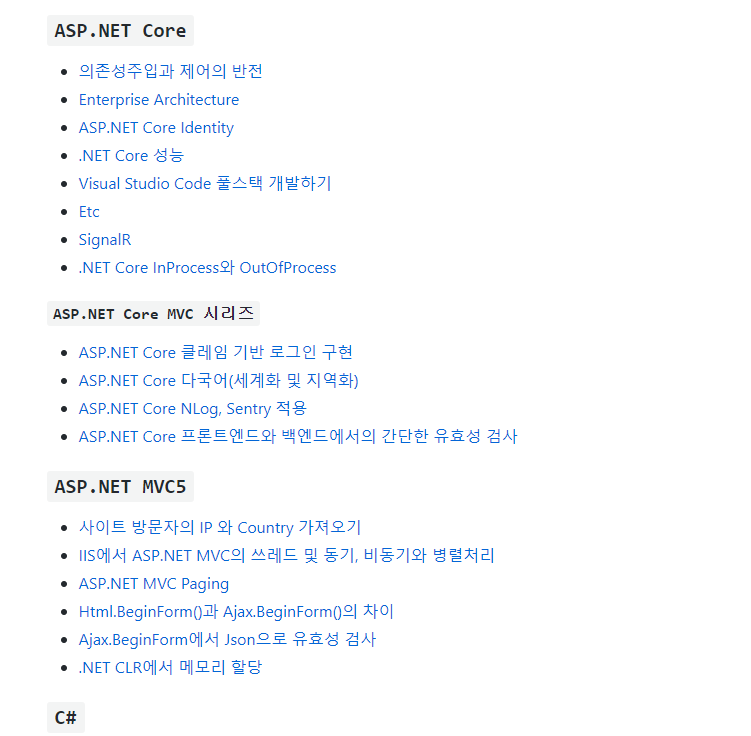 ASP.NET Core
의존성주입과 제어의 반전
Enterprise Architecture
ASP.NET Core Identity
.NET Core 성능
Visual Studio Code 풀스택 개발하기
Etc
SignalR
.NET Core InProcess와 OutOfProcess
ASP.NET Core MVC 시리즈
ASP.NET Core 클레임 기반 로그인 구현
ASP.NET Core 다국어(세계화 및 지역화)
ASP.NET Core NLog, Sentry 적용
ASP.NET Core 프론트엔드와 백엔드에서의 간단한 유효성 검사
ASP.NET MVC5
사이트 방문자의 IP 와 Country 가져오기
IIS에서 ASP.NET MVC의 쓰레드 및 동기, 비동기와 병렬처리
ASP.NET MVC Paging
Html.BeginForm()과 Ajax.BeginForm()의 차이
Ajax.BeginForm에서 Json으로 유효성 검사
.NET CLR에서 메모리 할당
C#